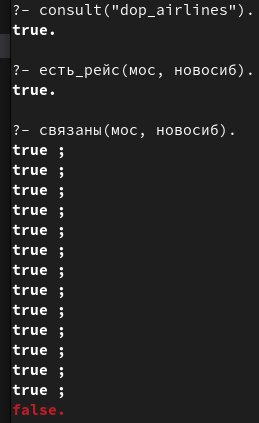 ?- consult("dop_airlines").
true.
?- есть_рейс(мос, новосиб).
true.
?- связаны(мос, новосиб).
true ;
true ;
true ;
true ;
true ;
true ;
true ;
true ;
true ;
true ;
true ;
true ;
true ;
false.